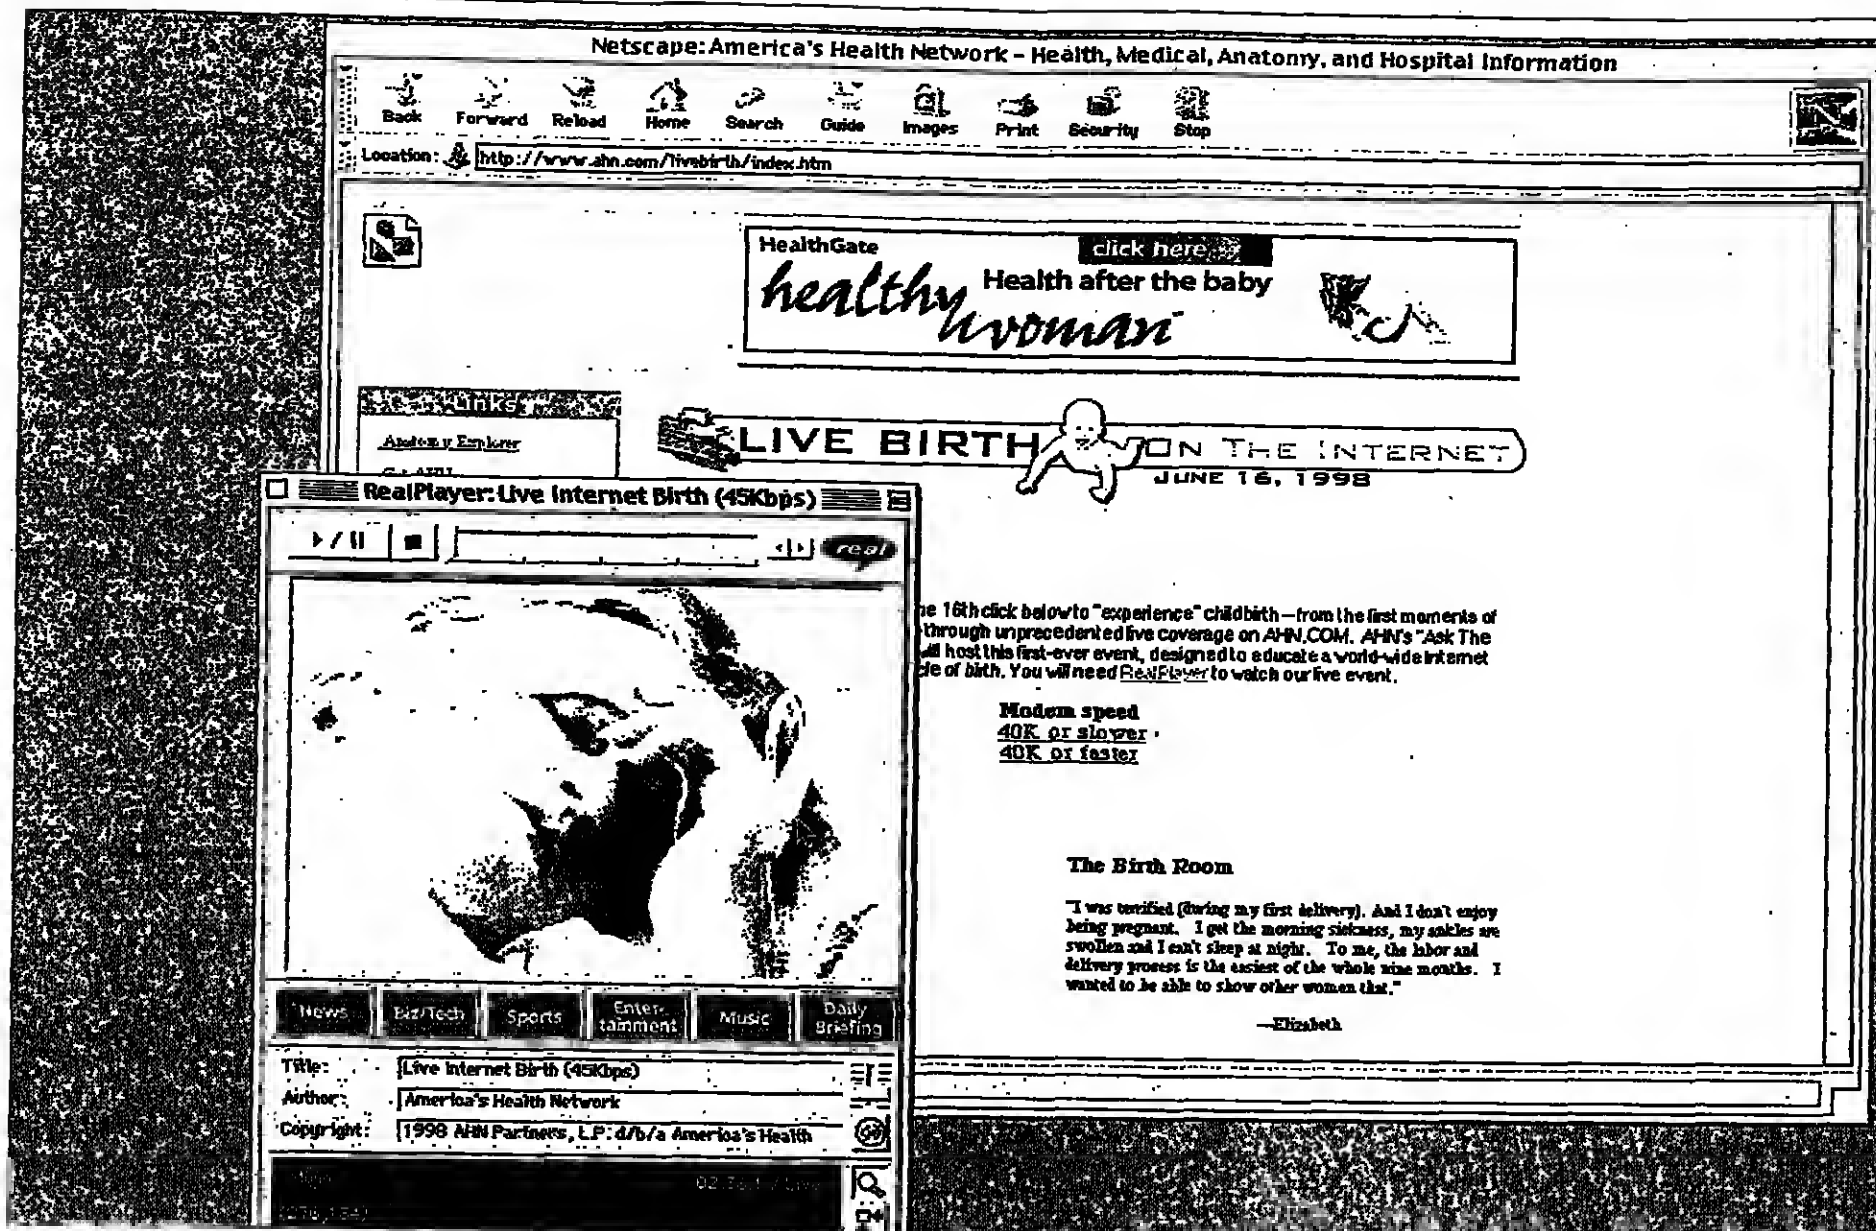 Netscape: America's Health Network – Health, Medical, Anatomy, and Hospital Information
Back Forward Reload Home Search Guide Images Print Security Stop
Location: http://www.ahn.com/livebirth/index.htm
HealthGate
click here
Health after the baby
healthy woman
Links
Anatomy Explorer
LIVE BIRTH ON THE INTERNET
JUNE 16, 1998
RealPlayer: Live Internet Birth (45Kbps)
real
16th click below to "experience" childbirth—from the first moments of
through unprecedented live coverage on AHN.COM. AHN's "Ask The
host this first-ever event, designed to educate a world-wide internet
of birth. You will need RealPlayer to watch our live event.
Modem speed
40K or slower
40K or faster
The Birth Room
"I was terrified (during my first delivery). And I don't enjoy
being pregnant. I get the morning sickness, my ankles are
swollen and I can't sleep at night. To me, the labor and
delivery process is the easiest of the whole nine months. I
wanted to be able to show other women that."
—Elizabeth
News Biz/Tech Sports Enter-tainment Music Daily Briefing
Title: Live Internet Birth (45Kbps)
Author: America's Health Network
Copyright: 1998 AHN Partners, L.P. d/b/a America's Health